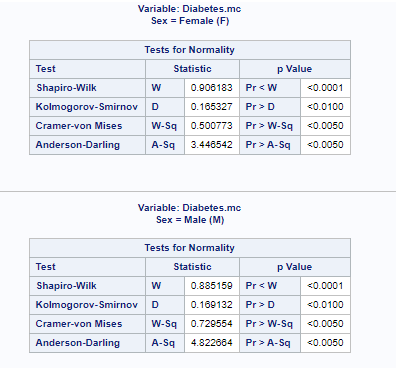 Variable: Diabetes.mc
Sex = Female (F)
Tests for Normality
Test Statistic p Value
Shapiro-Wilk W 0.906183 Pr < W <0.0001
Kolmogorov-Smirnov D 0.165327 Pr > D <0.0100
Cramer-von Mises W-Sq 0.500773 Pr > W-Sq <0.0050
Anderson-Darling A-Sq 3.446542 Pr > A-Sq <0.0050
Variable: Diabetes.mc
Sex = Male (M)
Tests for Normality
Test Statistic p Value
Shapiro-Wilk W 0.885159 Pr < W <0.0001
Kolmogorov-Smirnov D 0.169132 Pr > D <0.0100
Cramer-von Mises W-Sq 0.729554 Pr > W-Sq <0.0050
Anderson-Darling A-Sq 4.822664 Pr > A-Sq <0.0050